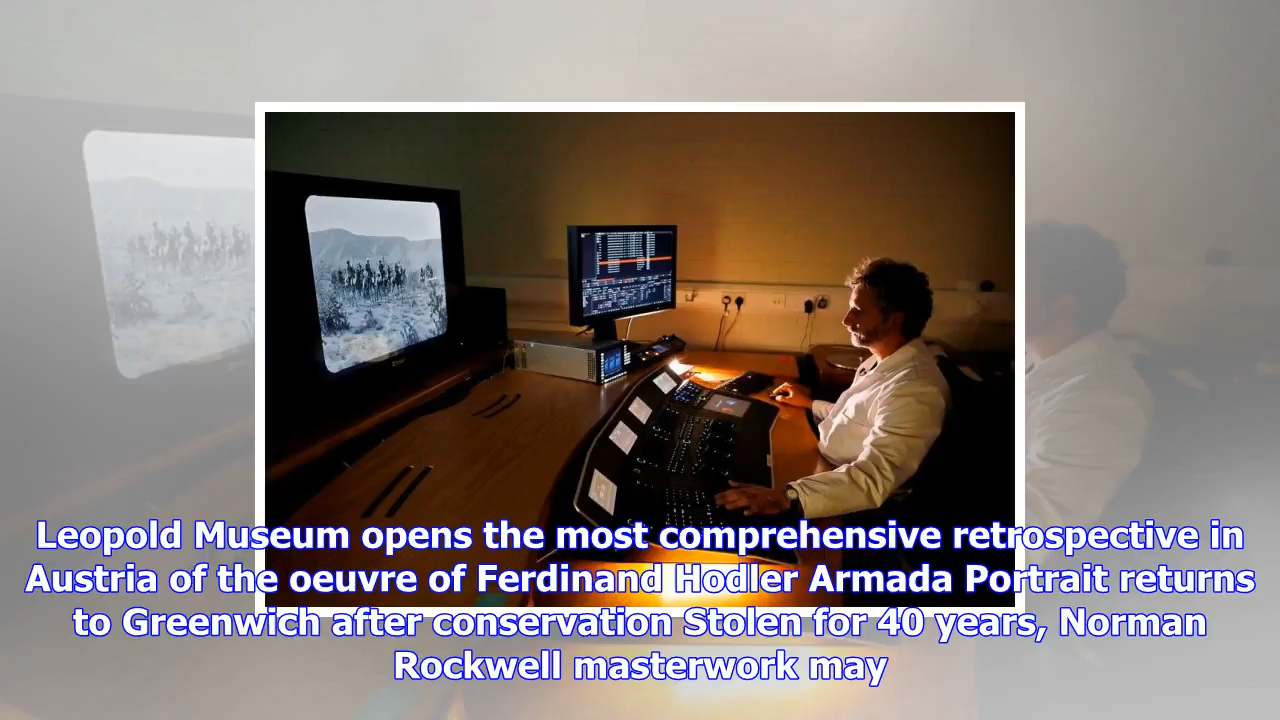 Leopold Museum opens the most comprehensive retrospective in
Austria of the oeuvre of Ferdinand Hodler Armada Portrait returns
to Greenwich after conservation Stolen for 40 years, Norman
Rockwell masterwork may